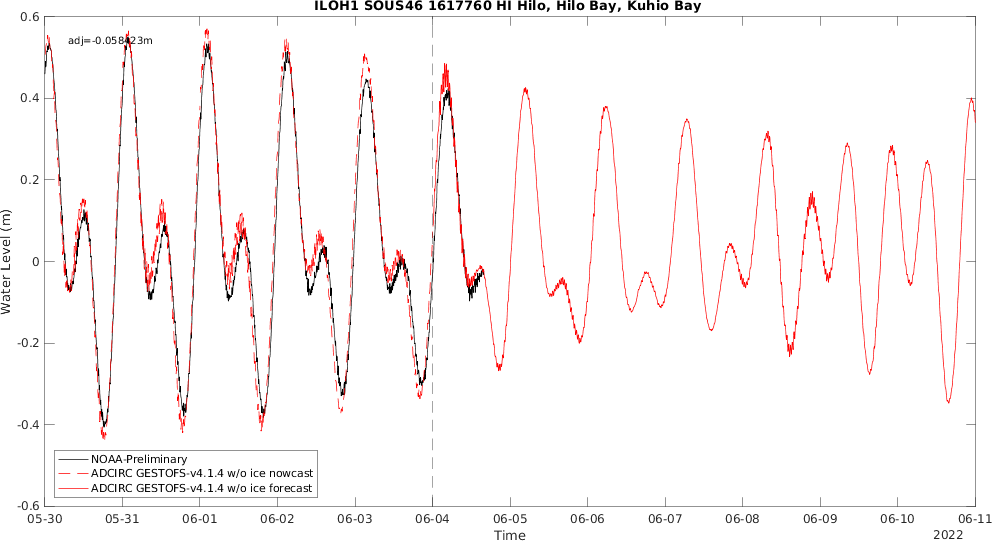 ILOH1 SOUS46 1617760 HI Hilo, Hilo Bay, Kuhio Bay
0.6
adj=-0.058423m
0.4
0.2
0
-0.2
-0.4
-0.6
Water Level (m)
NOAA-Preliminary
ADCIRC GESTOFS-v4.1.4 w/o ice nowcast
ADCIRC GESTOFS-v4.1.4 w/o ice forecast
05-30 05-31 06-01 06-02 06-03 06-04 06-05 06-06 06-07 06-08 06-09 06-10 06-11
Time
2022